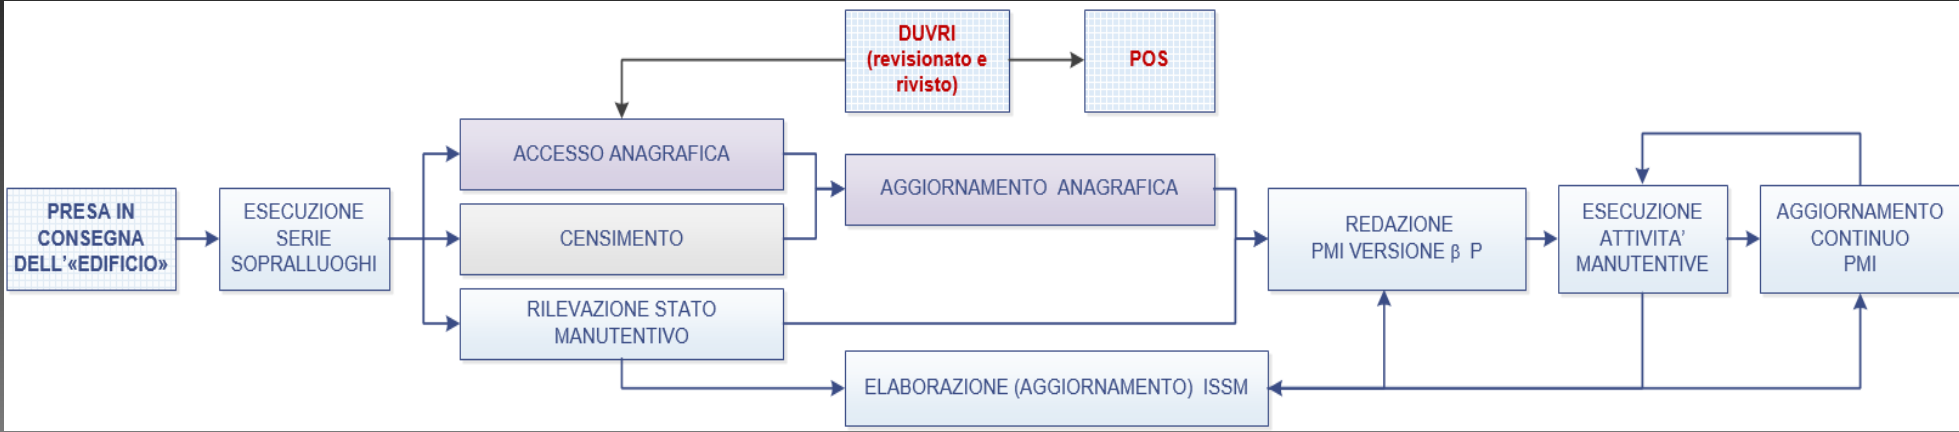 DUVRI
(revisionato e
rivisto)
POS
ACCESSO ANAGRAFICA
AGGIORNAMENTO ANAGRAFICA
PRESA IN
CONSEGNA
DELL'«EDIFICIO»
ESECUZIONE
SERIE
SOPRALLUOGHI
CENSIMENTO
REDAZIONE
PMI VERSIONE β P
ESECUZIONE
ATTIVITA'
MANUTENTIVE
AGGIORNAMENTO
CONTINUO
PMI
RILEVAZIONE STATO
MANUTENTIVO
ELABORAZIONE (AGGIORNAMENTO) ISSM